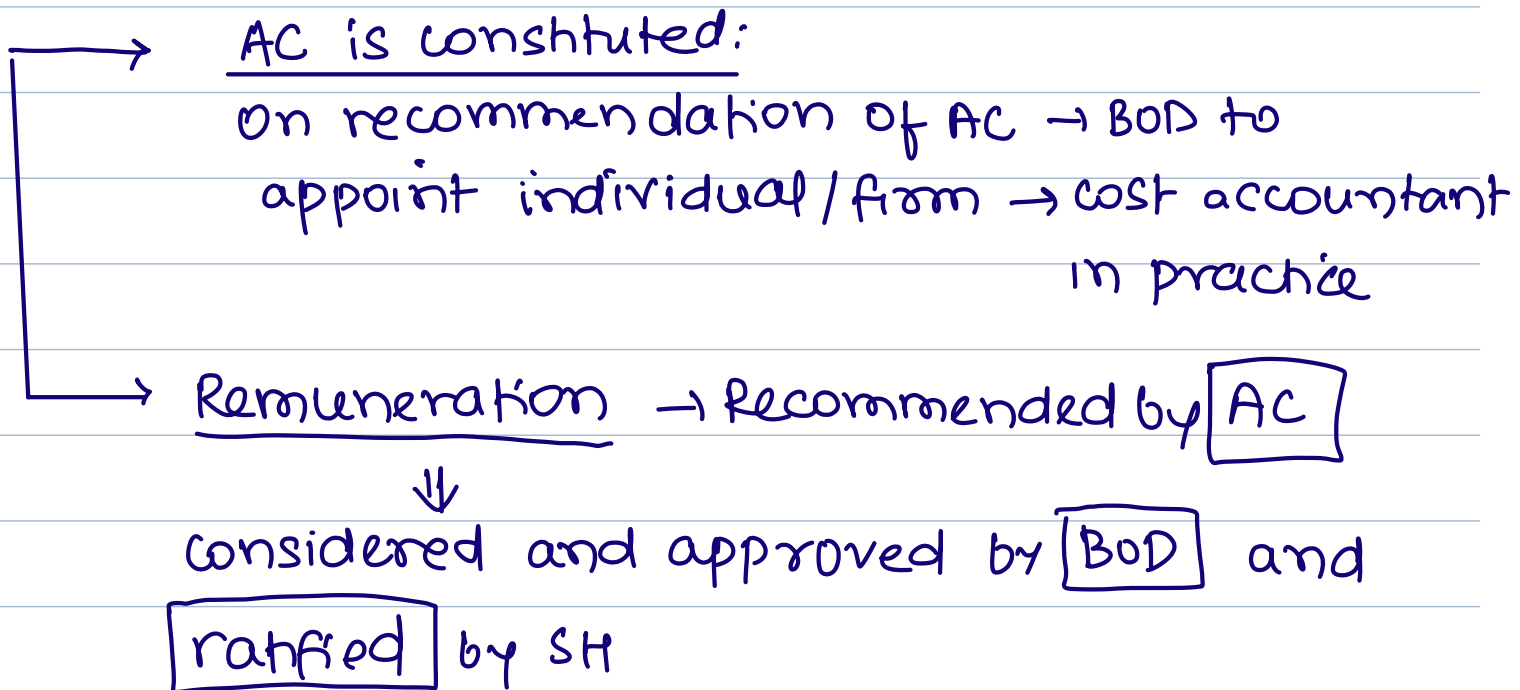 AC is constituted:
on recommendation of AC → BOD to
appoint individual / firm → cost accountant
in practice
Remuneration → Recommended by AC
considered and approved by BOD and
ratified by SH